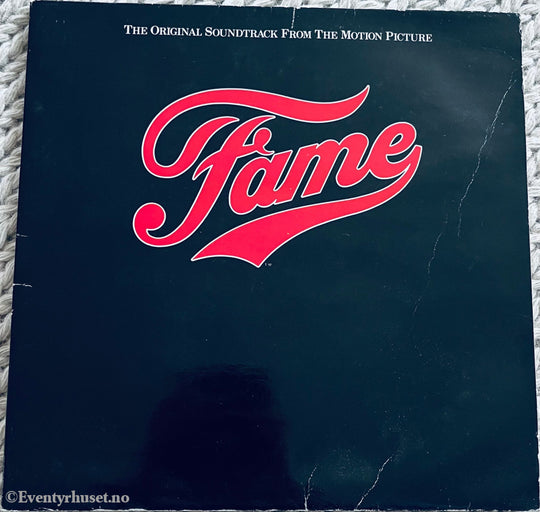 THE ORIGINAL SOUNDTRACK FROM THE MOTION PICTURE
Fame
©Eventyrhuset.no